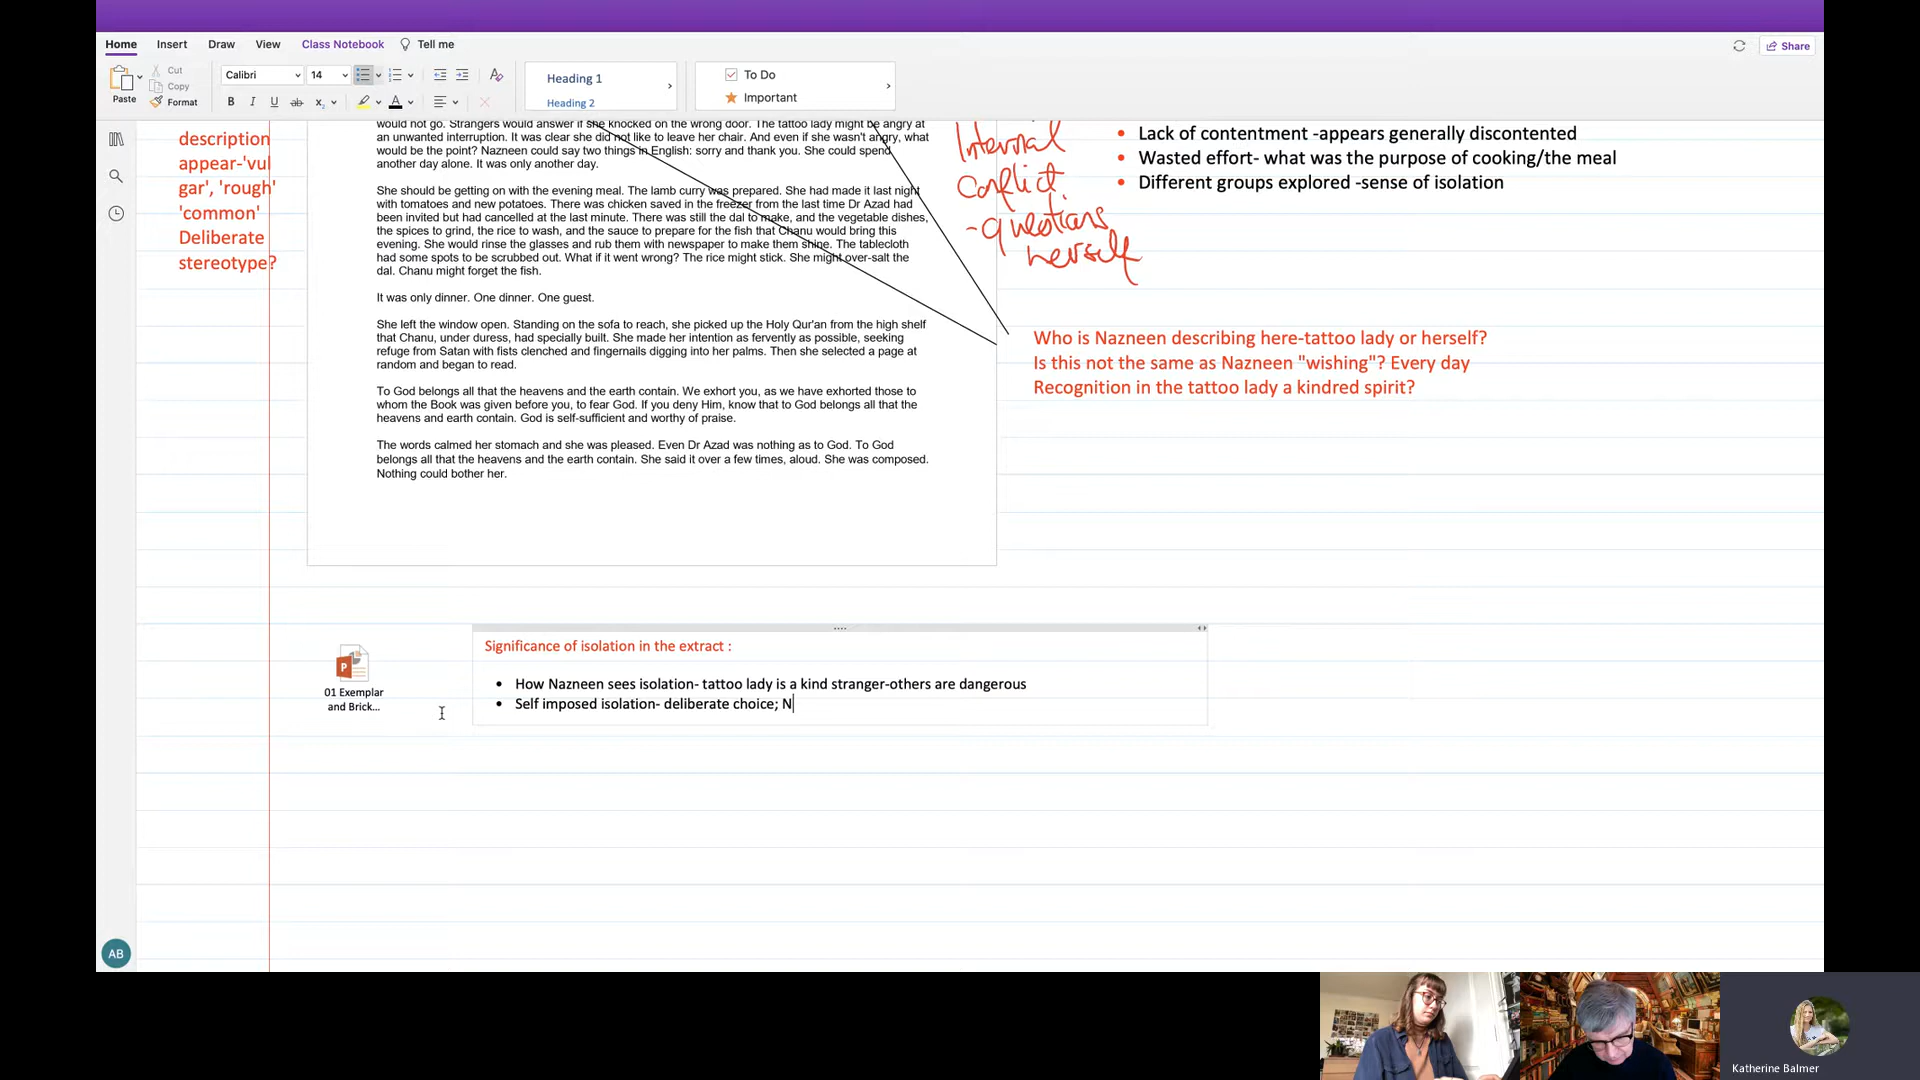 Home Insert Draw View Class Notebook Tell me
Share
Paste
Cut
Copy
Format
Calibri 14
B I U ab x₂ A
Heading 1
Heading 2
To Do
Important
description
appear-'vul
gar', 'rough'
'common'
Deliberate
stereotype?
would not go. Strangers would answer if she knocked on the wrong door. The tattoo lady might be angry at
an unwanted interruption. It was clear she did not like to leave her chair. And even if she wasn't angry, what
would be the point? Nazneen could say two things in English: sorry and thank you. She could spend
another day alone. It was only another day.
She should be getting on with the evening meal. The lamb curry was prepared. She had made it last night
with tomatoes and new potatoes. There was chicken saved in the freezer from the last time Dr Azad had
been invited but had cancelled at the last minute. There was still the dal to make, and the vegetable dishes,
the spices to grind, the rice to wash, and the sauce to prepare for the fish that Chanu would bring this
evening. She would rinse the glasses and rub them with newspaper to make them shine. The tablecloth
had some spots to be scrubbed out. What if it went wrong? The rice might stick. She might over-salt the
dal. Chanu might forget the fish.
It was only dinner. One dinner. One guest.
She left the window open. Standing on the sofa to reach, she picked up the Holy Qur'an from the high shelf
that Chanu, under duress, had specially built. She made her intention as fervently as possible, seeking
refuge from Satan with fists clenched and fingernails digging into her palms. Then she selected a page at
random and began to read.
To God belongs all that the heavens and the earth contain. We exhort you, as we have exhorted those to
whom the Book was given before you, to fear God. If you deny Him, know that to God belongs all that the
heavens and earth contain. God is self-sufficient and worthy of praise.
The words calmed her stomach and she was pleased. Even Dr Azad was nothing as to God. To God
belongs all that the heavens and the earth contain. She said it over a few times, aloud. She was composed.
Nothing could bother her.
Internal
conflict.
-questions
herself
• Lack of contentment -appears generally discontented
• Wasted effort- what was the purpose of cooking/the meal
• Different groups explored -sense of isolation
Who is Nazneen describing here-tattoo lady or herself?
Is this not the same as Nazneen "wishing"? Every day
Recognition in the tattoo lady a kindred spirit?
P
01 Exemplar
and Brick...
Significance of isolation in the extract :
• How Nazneen sees isolation- tattoo lady is a kind stranger-others are dangerous
• Self imposed isolation- deliberate choice; N
AB
Katherine Balmer